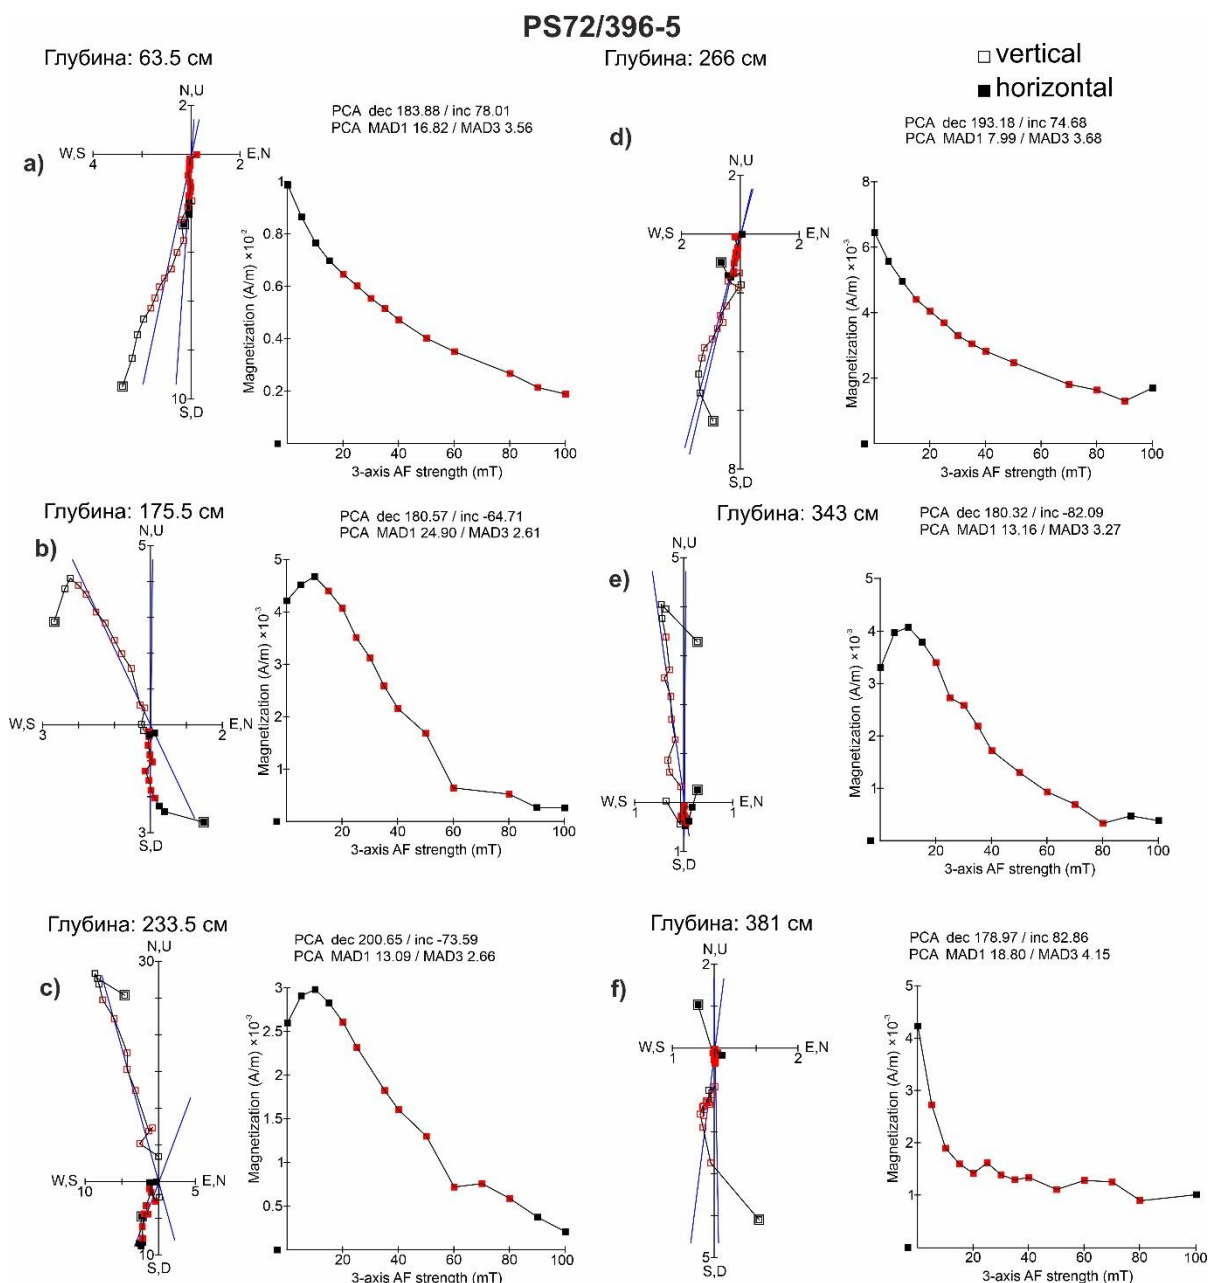 PS72/396-5
□ vertical
■ horizontal
Глубина: 63.5 см
a)
N,U
2
W,S
4
E,N
2
10
S,D
PCA dec 183.88 / inc 78.01
PCA MAD1 16.82 / MAD3 3.56
Magnetization (A/m) ×10⁻²
1
0.8
0.6
0.4
0.2
20 40 60 80 100
3-axis AF strength (mT)
Глубина: 266 см
d)
N,U
2
W,S
2
E,N
2
8
S,D
PCA dec 193.18 / inc 74.68
PCA MAD1 7.99 / MAD3 3.68
Magnetization (A/m) ×10⁻³
8
6
4
2
20 40 60 80 100
3-axis AF strength (mT)
Глубина: 175.5 см
b)
N,U
5
W,S
3
E,N
2
3
S,D
PCA dec 180.57 / inc -64.71
PCA MAD1 24.90 / MAD3 2.61
Magnetization (A/m) ×10⁻³
5
4
3
2
1
20 40 60 80 100
3-axis AF strength (mT)
Глубина: 343 см
e)
N,U
5
W,S
1
E,N
1
1
S,D
PCA dec 180.32 / inc -82.09
PCA MAD1 13.16 / MAD3 3.27
Magnetization (A/m) ×10⁻³
5
4
3
2
1
20 40 60 80 100
3-axis AF strength (mT)
Глубина: 233.5 см
c)
N,U
30
W,S
10
E,N
5
10
S,D
PCA dec 200.65 / inc -73.59
PCA MAD1 13.09 / MAD3 2.66
Magnetization (A/m) ×10⁻³
3
2.5
2
1.5
1
0.5
20 40 60 80 100
3-axis AF strength (mT)
Глубина: 381 см
f)
N,U
2
W,S
1
E,N
2
5
S,D
PCA dec 178.97 / inc 82.86
PCA MAD1 18.80 / MAD3 4.15
Magnetization (A/m) ×10⁻³
5
4
3
2
1
20 40 60 80 100
3-axis AF strength (mT)